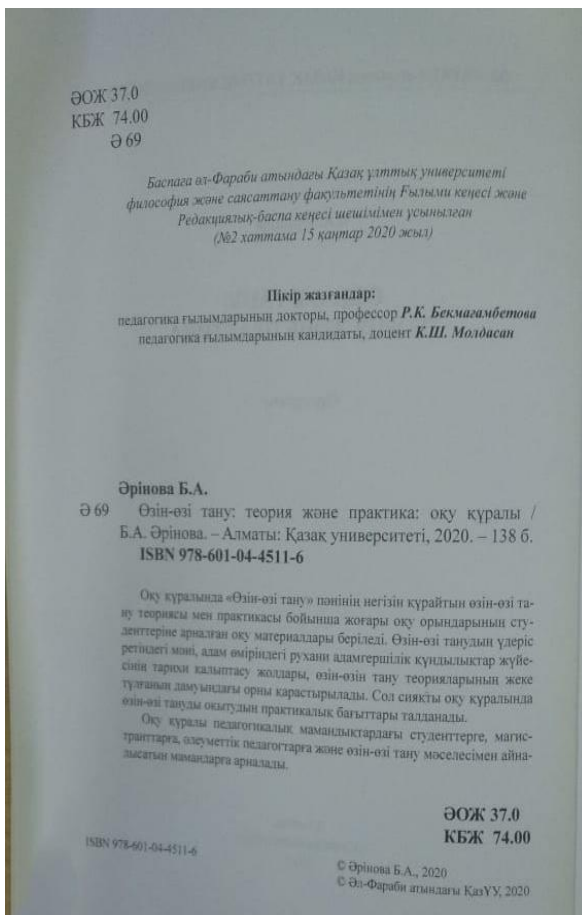 ӘОЖ 37.0
КБЖ 74.00
Ә 69
Баспаға әл-Фараби атындағы Қазақ ұлттық университеті
философия және саясаттану факультетінің Ғылыми кеңесі және
Редакциялық-баспа кеңесі шешімімен ұсынылған
(№2 хаттама 15 қаңтар 2020 жыл)
Пікір жазғандар:
педагогика ғылымдарының докторы, профессор Р.К. Бекмағамбетова
педагогика ғылымдарының кандидаты, доцент К.Ш. Молдасан
Әрінова Б.А.
Ә 69 Өзін-өзі тану: теория және практика: оқу құралы /
Б.А. Әрінова. – Алматы: Қазақ университеті, 2020. – 138 б.
ISBN 978-601-04-4511-6
Оқу құралында «Өзін-өзі тану» пәнінің негізін құрайтын өзін-өзі та-
ну теориясы мен практикасы бойынша жоғары оқу орындарының сту-
денттеріне арналған оқу материалдары беріледі. Өзін-өзі танудың үдеріс
ретіндегі мәні, адам өміріндегі рухани адамгершілік құндылықтар жүйе-
сінің тарихи қалыптасу жолдары, өзін-өзін тану теорияларының жеке
тұлғаның дамуындағы орны қарастырылады. Сол сияқты оқу құралында
өзін-өзі тануды оқытудың практикалық бағыттары талданады.
Оқу құралы педагогикалық мамандықтардағы студенттерге, магис-
транттарға, әлеуметтік педагогтарға және өзін-өзі тану мәселесімен айна-
лысатын мамандарға арналады.
ӘОЖ 37.0
КБЖ 74.00
ISBN 978-601-04-4511-6
© Әрінова Б.А., 2020
© Әл-Фараби атындағы ҚазҰУ, 2020